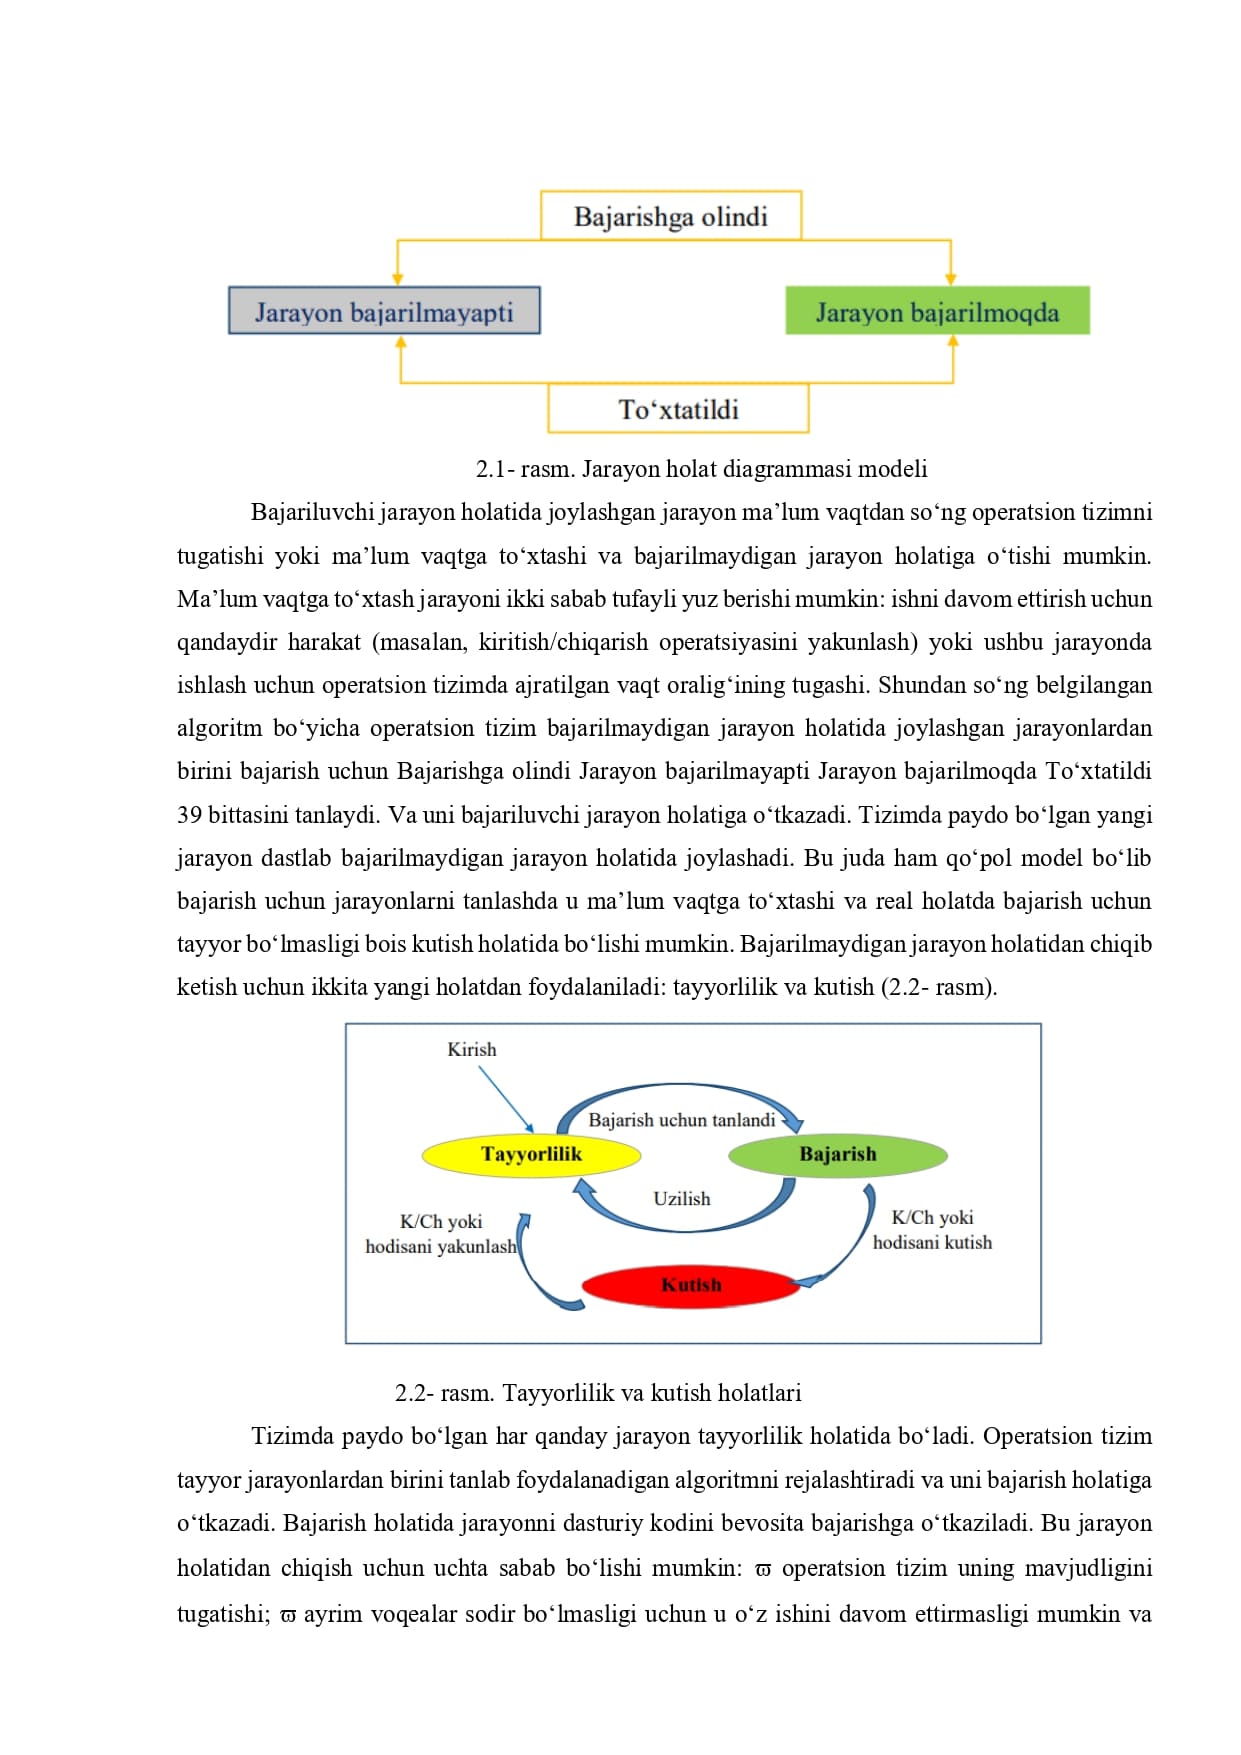 Bajarishga olindi
Jarayon bajarilmayapti
Jarayon bajarilmoqda
To‘xtatildi
2.1- rasm. Jarayon holat diagrammasi modeli
Bajariluvchi jarayon holatida joylashgan jarayon ma’lum vaqtdan so‘ng operatsion tizimni
tugatishi yoki ma’lum vaqtga to‘xtashi va bajarilmaydigan jarayon holatiga o‘tishi mumkin.
Ma’lum vaqtga to‘xtash jarayoni ikki sabab tufayli yuz berishi mumkin: ishni davom ettirish uchun
qandaydir harakat (masalan, kiritish/chiqarish operatsiyasini yakunlash) yoki ushbu jarayonda
ishlash uchun operatsion tizimda ajratilgan vaqt oralig‘ining tugashi. Shundan so‘ng belgilangan
algoritm bo‘yicha operatsion tizim bajarilmaydigan jarayon holatida joylashgan jarayonlardan
birini bajarish uchun Bajarishga olindi Jarayon bajarilmayapti Jarayon bajarilmoqda To‘xtatildi
39 bittasini tanlaydi. Va uni bajariluvchi jarayon holatiga o‘tkazadi. Tizimda paydo bo‘lgan yangi
jarayon dastlab bajarilmaydigan jarayon holatida joylashadi. Bu juda ham qo‘pol model bo‘lib
bajarish uchun jarayonlarni tanlashda u ma’lum vaqtga to‘xtashi va real holatda bajarish uchun
tayyor bo‘lmasligi bois kutish holatida bo‘lishi mumkin. Bajarilmaydigan jarayon holatidan chiqib
ketish uchun ikkita yangi holatdan foydalaniladi: tayyorlilik va kutish (2.2- rasm).
Kirish
Bajarish uchun tanlandi
Tayyorlilik
Bajarish
Uzilish
K/Ch yoki
hodisani yakunlash
K/Ch yoki
hodisani kutish
Kutish
2.2- rasm. Tayyorlilik va kutish holatlari
Tizimda paydo bo‘lgan har qanday jarayon tayyorlilik holatida bo‘ladi. Operatsion tizim
tayyor jarayonlardan birini tanlab foydalanadigan algoritmni rejalashtiradi va uni bajarish holatiga
o‘tkazadi. Bajarish holatida jarayonni dasturiy kodini bevosita bajarishga o‘tkaziladi. Bu jarayon
holatidan chiqish uchun uchta sabab bo‘lishi mumkin: ϖ operatsion tizim uning mavjudligini
tugatishi; ϖ ayrim voqealar sodir bo‘lmasligi uchun u o‘z ishini davom ettirmasligi mumkin va